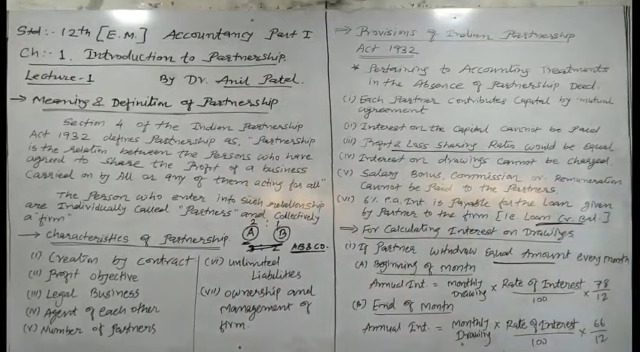 Std:- 12th [E.M.] Accountancy Part I
Ch:- 1. Introduction to Partnership.
Lecture-1 By Dr. Anil Patel.
→ Meaning & Definition of Partnership
Section 4 of the Indian Partnership
Act 1932 defines Partnership as, "Partnership
is the relation between the Persons who have
agreed to share the Profit of a business
Carried on by All or any of them acting for all"
The Person who enter into such relationship
are Individually Called "Partners" and Collectively
a "firm"
A B
AB & CO.
→ Characteristics of Partnership
(i) Creation by contract
(ii) Profit objective
(iii) Legal Business
(iv) Agent of each other
(v) Number of Partners
(vi) unlimited
Liabilities
(vii) ownership and
management of
firm.
→ Provisions of Indian Partnership
Act 1932
* Pertaining to Accounting Treatments
in the Absence of Partnership Deed.
(i) Each Partner Contributes Capital by mutual
agreement
(ii) Interest on the Capital cannot be Paid
(iii) Profit & Loss Sharing Ratio would be Equal
(iv) Interest on drawings cannot be charged
(v) Salary Bonus, Commission or Remuneration
Cannot be Paid to the Partners
(vi) 6% P.a. Int is Payable for the Loan given
by Partner to the firm [i.e Loan Cr. Bal.]
→ For Calculating Interest on Drawings
(i) If Partner withdraw Equal Amount every month
(A) Beginning of month
Annual Int. = monthly Drawing × Rate of Interest / 100 × 78 / 12
(B) End of month
Annual Int. = Monthly Drawing × Rate of Interest / 100 × 66 / 12